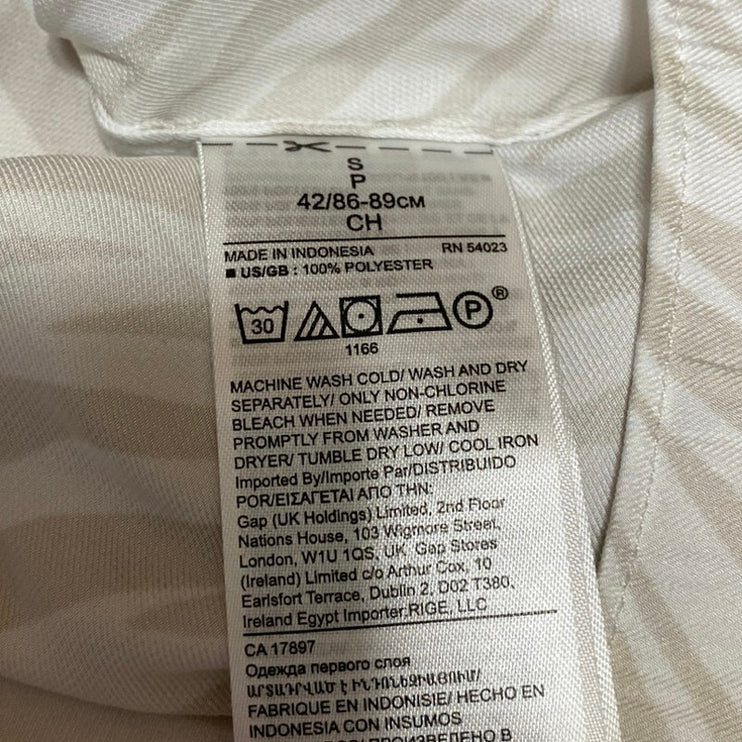 S
P
42/86-89CM
CH
MADE IN INDONESIA RN 54023
■ US/GB : 100% POLYESTER
30 P ®
1166
MACHINE WASH COLD/ WASH AND DRY
SEPARATELY/ ONLY NON-CHLORINE
BLEACH WHEN NEEDED/ REMOVE
PROMPTLY FROM WASHER AND
DRYER/ TUMBLE DRY LOW/ COOL IRON
Imported By/Importe Par/DISTRIBUIDO
POR/ΕΙΣΑΓΕΤΑΙ ΑΠΟ ΤΗΝ:
Gap (UK Holdings) Limited, 2nd Floor
Nations House, 103 Wigmore Street,
London, W1U 1QS, UK, Gap Stores
(Ireland) Limited c/o Arthur Cox, 10
Earlsfort Terrace, Dublin 2, D02 T380,
Ireland Egypt Importer:RIGE, LLC
CA 17897
Одежда первого слоя
ԱՐՏԱԴՐՎԱԾ Է ԻՆԴՈՆԵԶԻԱՅՈՒՄ/
FABRIQUE EN INDONISIE/ HECHO EN
INDONESIA CON INSUMOS
ПРОИЗВЕДЕНО В